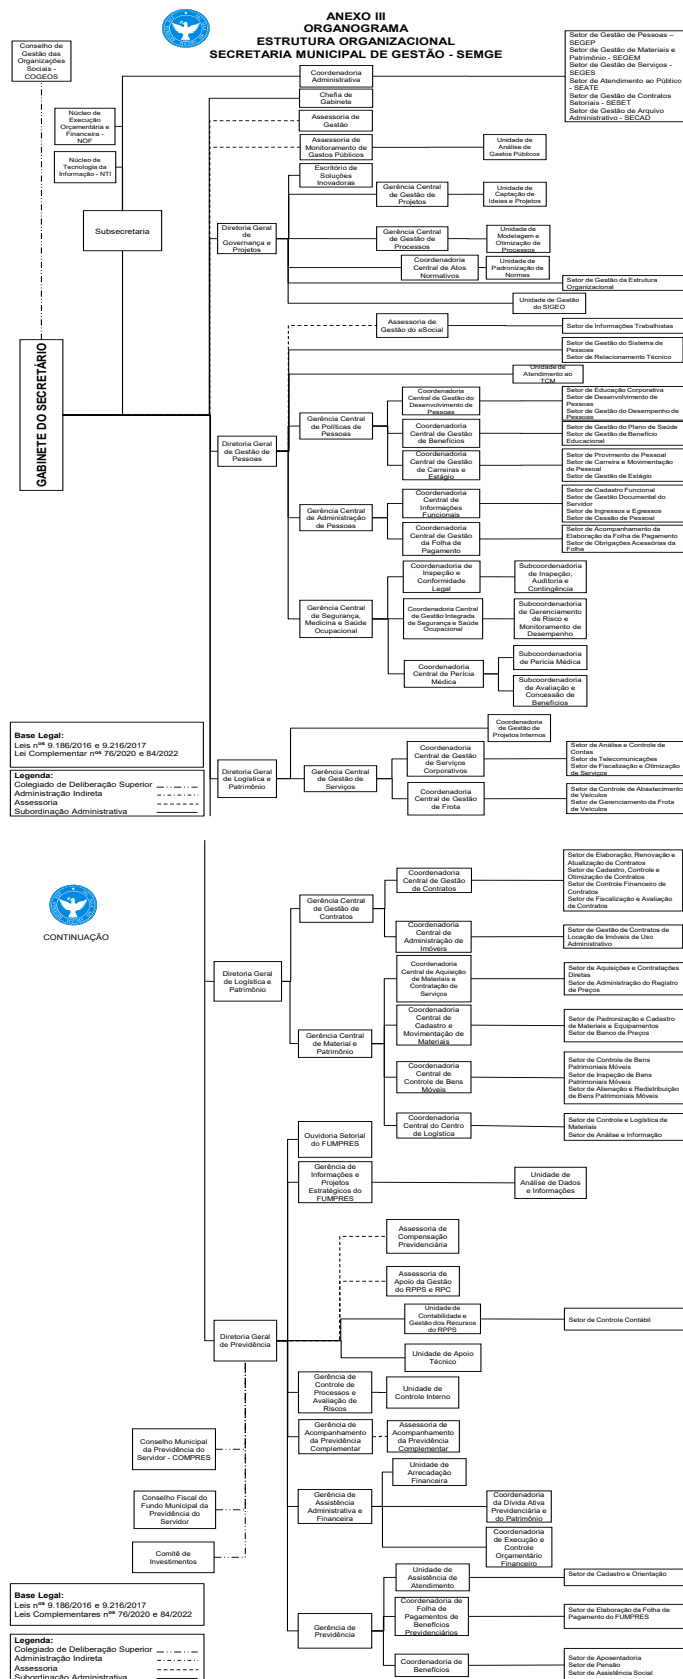 ANEXO III
ORGANOGRAMA
ESTRUTURA ORGANIZACIONAL
SECRETARIA MUNICIPAL DE GESTÃO - SEMGE
Conselho de
Gestão das
Organizações
Sociais -
COGEOS
Coordenadoria
Administrativa
Setor de Gestão de Pessoas –
SEGEP
Setor de Gestão de Materiais e
Patrimônio - SEGEM
Setor de Gestão de Serviços -
SEGES
Setor de Atendimento ao Público
- SEATE
Setor de Gestão de Contratos
Setoriais – SESET
Setor de Gestão de Arquivo
Administrativo - SECAD
Chefia de
Gabinete
Núcleo de
Execução
Orçamentária e
Financeira -
NOF
Assessoria de
Gestão
Assessoria de
Monitoramento de
Gastos Públicos
Unidade de
Análise de
Gastos Públicos
Núcleo de
Tecnologia da
Informação - NTI
Escritório de
Soluções
Inovadoras
Gerência Central
de Gestão de
Projetos
Unidade de
Captação de
Ideias e Projetos
Subsecretaria
Diretoria Geral
de
Governança e
Projetos
Gerência Central
de Gestão de
Processos
Unidade de
Modelagem e
Otimização de
Processos
Coordenadoria
Central de Atos
Normativos
Unidade de
Padronização de
Normas
Setor de Gestão da Estrutura
Organizacional
Unidade de Gestão
do SIGEO
Assessoria de
Gestão do eSocial
Setor de Informações Trabalhistas
Setor de Gestão do Sistema de
Pessoas
Setor de Relacionamento Técnico
Unidade de
Atendimento ao
TCM
GABINETE DO SECRETÁRIO
Diretoria Geral
de Gestão de
Pessoas
Gerência Central
de Políticas de
Pessoas
Coordenadoria
Central de Gestão do
Desenvolvimento de
Pessoas
Setor de Educação Corporativa
Setor de Desenvolvimento de
Pessoas
Setor de Gestão do Desempenho de
Pessoas
Coordenadoria
Central de Gestão
de Benefícios
Setor de Gestão do Plano de Saúde
Setor de Gestão de Benefício
Educacional
Coordenadoria
Central de Gestão
de Carreiras e
Estágio
Setor de Provimento de Pessoal
Setor de Carreira e Movimentação
de Pessoal
Setor de Gestão de Estágio
Gerência Central
de Administração
de Pessoas
Coordenadoria
Central de
Informações
Funcionais
Setor de Cadastro Funcional
Setor de Gestão Documental do
Servidor
Setor de Ingressos e Egressos
Setor de Cessão de Pessoal
Coordenadoria
Central de Gestão
da Folha de
Pagamento
Setor de Acompanhamento da
Elaboração da Folha de Pagamento
Setor de Obrigações Acessórias da
Folha
Gerência Central
de Segurança,
Medicina e Saúde
Ocupacional
Coordenadoria de
Inspeção e
Conformidade
Legal
Subcoordenadoria
de Inspeção,
Auditoria e
Contingência
Coordenadoria Central
de Gestão Integrada
de Segurança e Saúde
Ocupacional
Subcoordenadoria
de Gerenciamento
de Risco e
Monitoramento de
Desempenho
Coordenadoria
Central de Perícia
Médica
Subcoordenadoria
de Perícia Médica
Subcoordenadoria
de Avaliação e
Concessão de
Benefícios
Base Legal:
Leis nºs 9.186/2016 e 9.216/2017
Lei Complementar nºs 76/2020 e 84/2022
Legenda:
Colegiado de Deliberação Superior
Administração Indireta
Assessoria
Subordinação Administrativa
Diretoria Geral
de Logística e
Patrimônio
Coordenadoria
de Gestão de
Projetos Internos
Gerência Central
de Gestão de
Serviços
Coordenadoria
Central de Gestão
de Serviços
Corporativos
Setor de Análise e Controle de
Contas
Setor de Telecomunicações
Setor de Fiscalização e Otimização
de Serviços
Coordenadoria
Central de Gestão
de Frota
Setor de Controle de Abastecimento
de Veículos
Setor de Gerenciamento da Frota
de Veículos
CONTINUAÇÃO
Diretoria Geral
de Logística e
Patrimônio
Gerência Central
de Gestão de
Contratos
Coordenadoria
Central de Gestão
de Contratos
Setor de Elaboração, Renovação e
Atualização de Contratos
Setor de Cadastro, Controle e
Otimização de Contratos
Setor de Controle Financeiro de
Contratos
Setor de Fiscalização e Avaliação
de Contratos
Coordenadoria
Central de
Administração de
Imóveis
Setor de Gestão de Contratos de
Locação de Imóveis de Uso
Administrativo
Gerência Central
de Material e
Patrimônio
Coordenadoria
Central de Aquisição
de Materiais e
Contratação de
Serviços
Setor de Aquisições e Contratações
Diretas
Setor de Administração do Registro
de Preços
Coordenadoria
Central de
Cadastro e
Movimentação de
Materiais
Setor de Padronização e Cadastro
de Materiais e Equipamentos
Setor de Banco de Preços
Coordenadoria
Central de
Controle de Bens
Móveis
Setor de Controle de Bens
Patrimoniais Móveis
Setor de Inspeção de Bens
Patrimoniais Móveis
Setor de Alienação e Redistribuição
de Bens Patrimoniais Móveis
Coordenadoria
Central do Centro
de Logística
Setor de Controle e Logística de
Materiais
Setor de Análise e Informação
Ouvidoria Setorial
do FUMPRES
Gerência de
Informações e
Projetos
Estratégicos do
FUMPRES
Unidade de
Análise de Dados
e Informações
Assessoria de
Compensação
Previdenciária
Assessoria de
Apoio da Gestão
do RPPS e RPC
Unidade de
Contabilidade e
Gestão dos Recursos
do RPPS
Setor de Controle Contábil
Diretoria Geral
de Previdência
Unidade de Apoio
Técnico
Gerência de
Controle de
Processos e
Avaliação de
Riscos
Unidade de
Controle Interno
Conselho Municipal
da Previdência do
Servidor - COMPRES
Gerência de
Acompanhamento
da Previdência
Complementar
Assessoria de
Acompanhamento
da Previdência
Complementar
Unidade de
Arrecadação
Financeira
Conselho Fiscal do
Fundo Municipal da
Previdência do
Servidor
Gerência de
Assistência
Administrativa e
Financeira
Coordenadoria
da Dívida Ativa
Previdenciária e
do Patrimônio
Coordenadoria
de Execução e
Controle
Orçamentário
Financeiro
Comitê de
Investimentos
Unidade de
Assistência de
Atendimento
Setor de Cadastro e Orientação
Base Legal:
Leis nºs 9.186/2016 e 9.216/2017
Leis Complementares nºs 76/2020 e 84/2022
Gerência de
Previdência
Coordenadoria de
Folha de
Pagamentos de
Benefícios
Previdenciários
Setor de Elaboração da Folha de
Pagamento do FUMPRES
Legenda:
Colegiado de Deliberação Superior
Administração Indireta
Assessoria
Subordinação Administrativa
Coordenadoria de
Benefícios
Setor de Aposentadoria
Setor de Pensão
Setor de Assistência Social